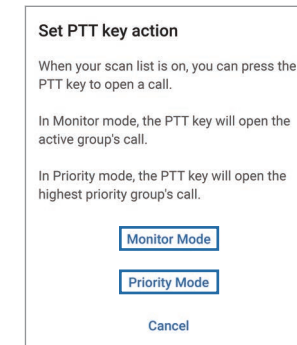 Set PTT key action
When your scan list is on, you can press the
PTT key to open a call.
In Monitor mode, the PTT key will open the
active group's call.
In Priority mode, the PTT key will open the
highest priority group's call.
Monitor Mode
Priority Mode
Cancel